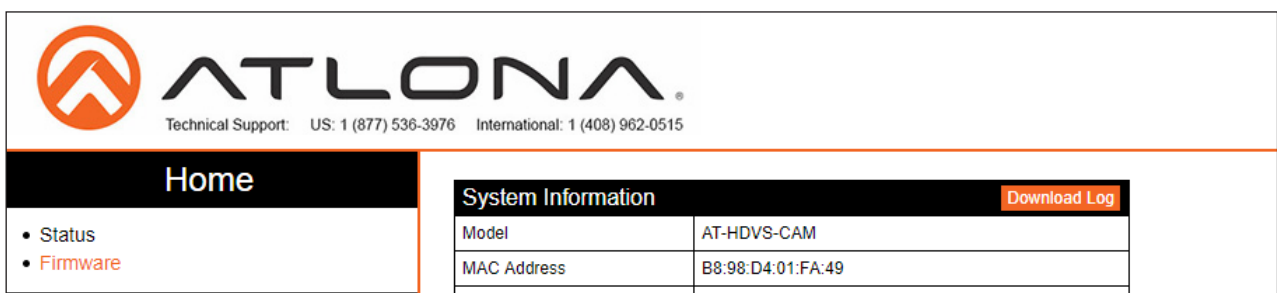 ATLONA®
Technical Support: US: 1 (877) 536-3976 International: 1 (408) 962-0515
Home
• Status
• Firmware
System Information Download Log
Model AT-HDVS-CAM
MAC Address B8:98:D4:01:FA:49